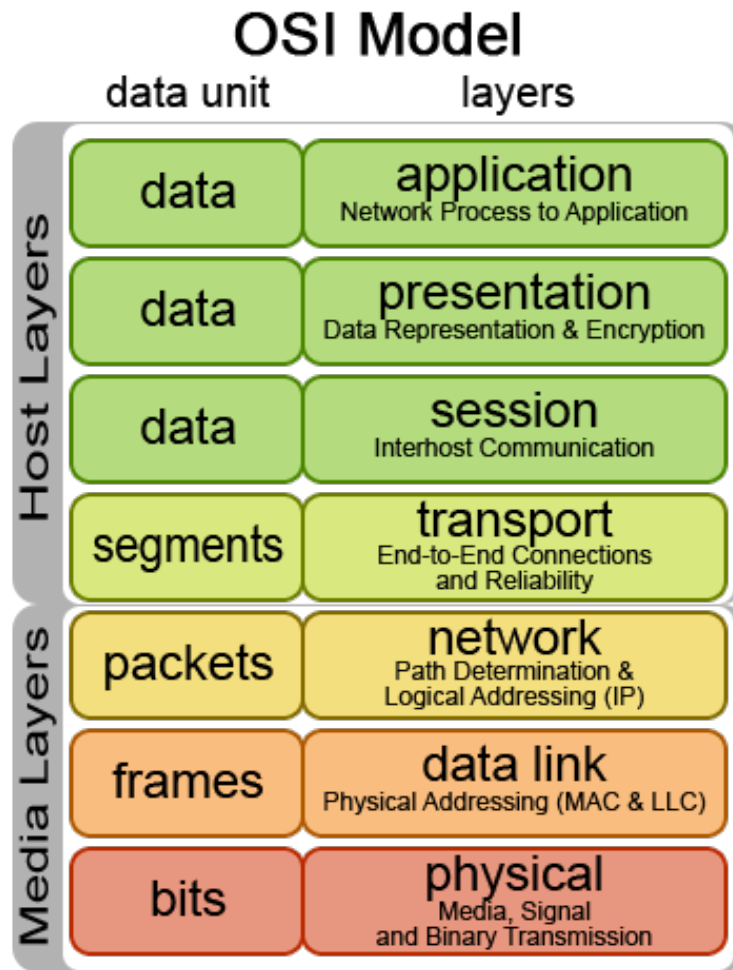 OSI Model
data unit layers
Host Layers
data application
Network Process to Application
data presentation
Data Representation & Encryption
data session
Interhost Communication
segments transport
End-to-End Connections
and Reliability
Media Layers
packets network
Path Determination &
Logical Addressing (IP)
frames data link
Physical Addressing (MAC & LLC)
bits physical
Media, Signal
and Binary Transmission